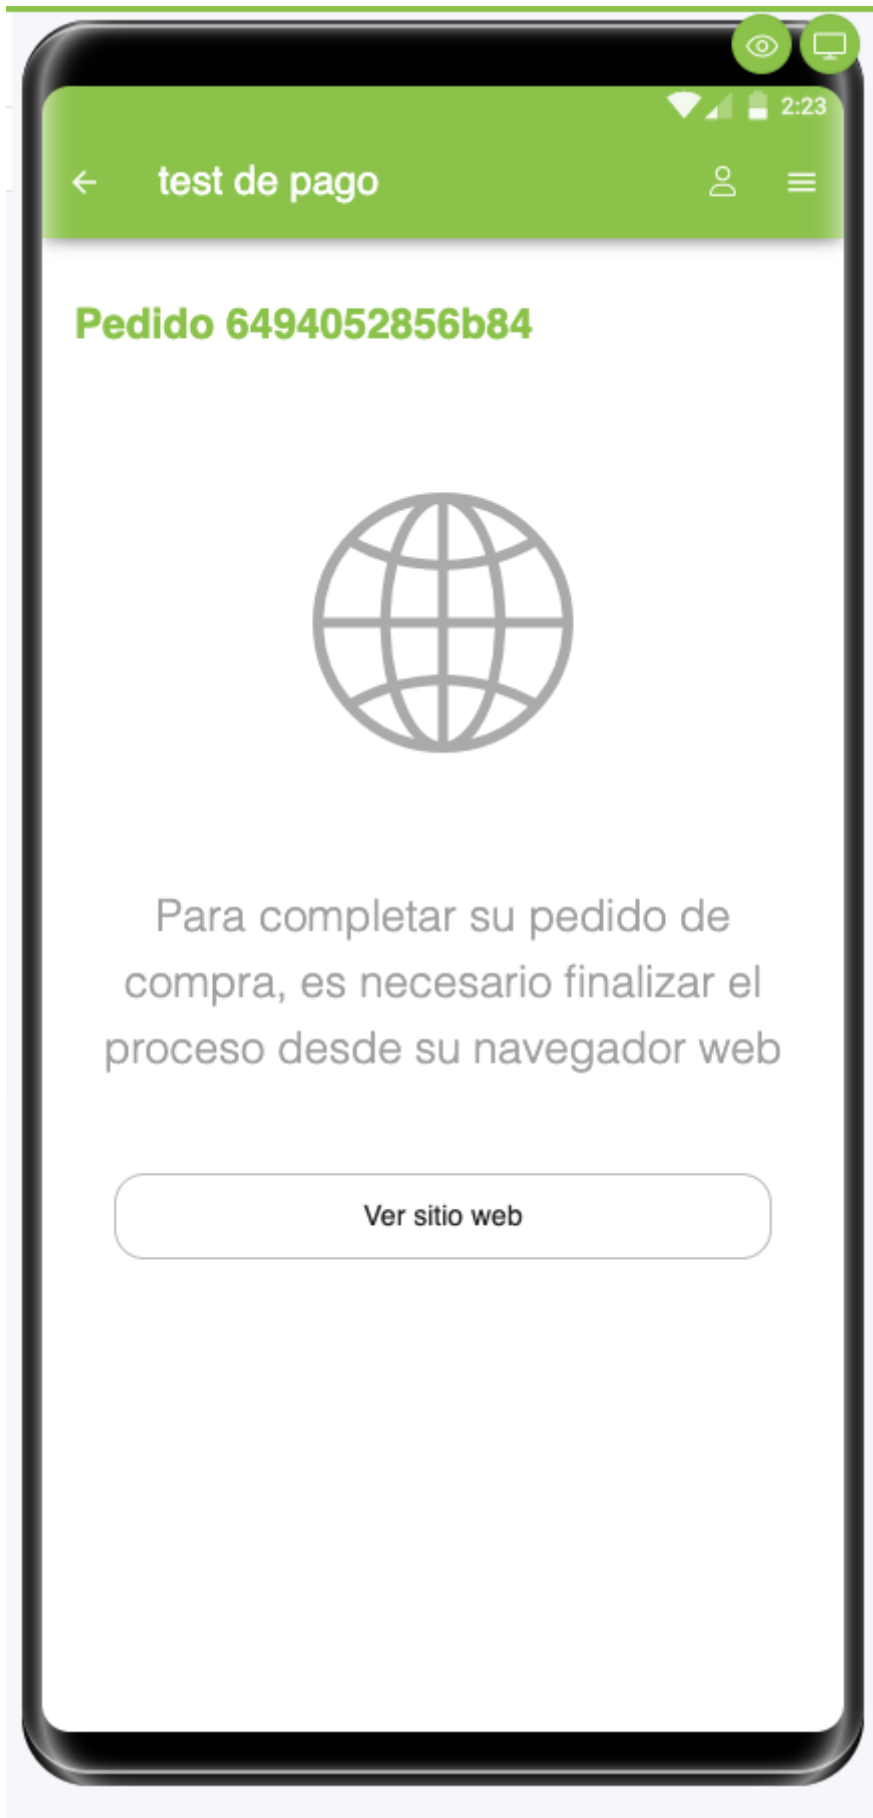 2:23
test de pago
Pedido 6494052856b84
Para completar su pedido de
compra, es necesario finalizar el
proceso desde su navegador web
Ver sitio web